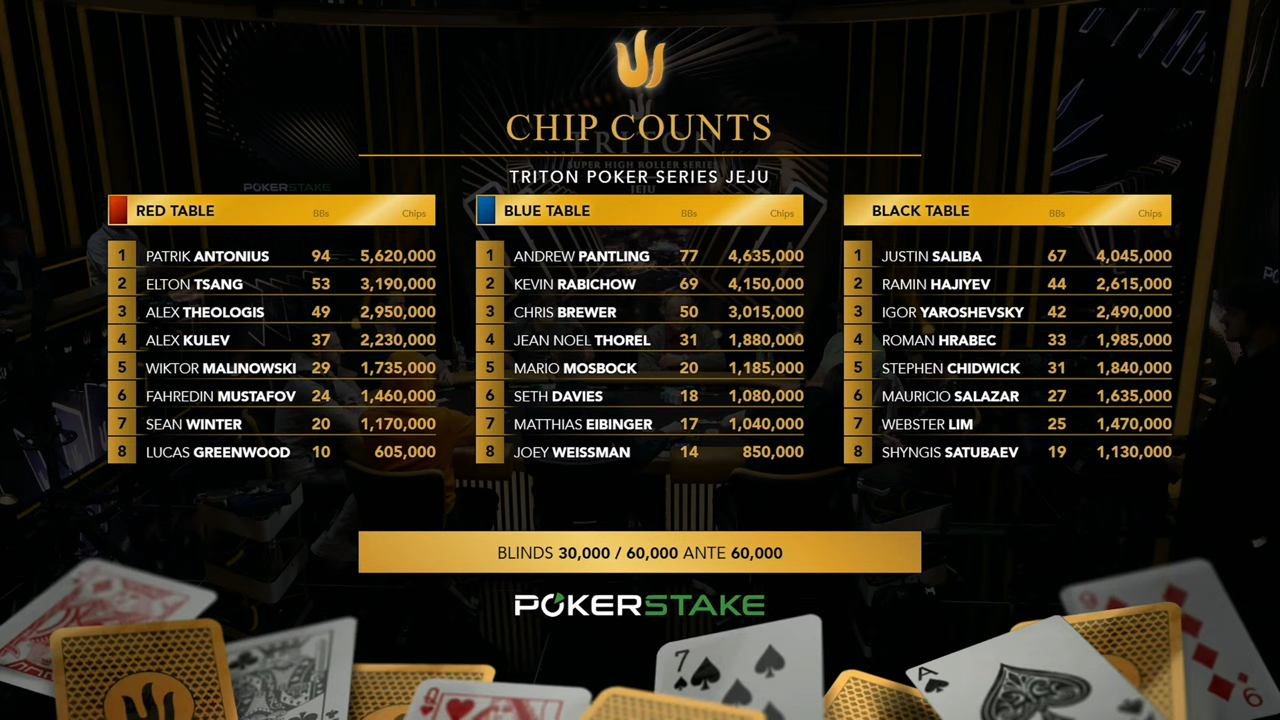 CHIP COUNTS
TRITON
SUPER HIGH ROLLER SERIES
JEJU
TRITON POKER SERIES JEJU
POKERSTAKE
RED TABLE BBs Chips
1 PATRIK ANTONIUS 94 5,620,000
2 ELTON TSANG 53 3,190,000
3 ALEX THEOLOGIS 49 2,950,000
4 ALEX KULEV 37 2,230,000
5 WIKTOR MALINOWSKI 29 1,735,000
6 FAHREDIN MUSTAFOV 24 1,460,000
7 SEAN WINTER 20 1,170,000
8 LUCAS GREENWOOD 10 605,000
BLUE TABLE BBs Chips
1 ANDREW PANTLING 77 4,635,000
2 KEVIN RABICHOW 69 4,150,000
3 CHRIS BREWER 50 3,015,000
4 JEAN NOEL THOREL 31 1,880,000
5 MARIO MOSBOCK 20 1,185,000
6 SETH DAVIES 18 1,080,000
7 MATTHIAS EIBINGER 17 1,040,000
8 JOEY WEISSMAN 14 850,000
BLACK TABLE BBs Chips
1 JUSTIN SALIBA 67 4,045,000
2 RAMIN HAJIYEV 44 2,615,000
3 IGOR YAROSHEVSKY 42 2,490,000
4 ROMAN HRABEC 33 1,985,000
5 STEPHEN CHIDWICK 31 1,840,000
6 MAURICIO SALAZAR 27 1,635,000
7 WEBSTER LIM 25 1,470,000
8 SHYNGIS SATUBAEV 19 1,130,000
BLINDS 30,000 / 60,000 ANTE 60,000
POKERSTAKE
7
A
9
Q